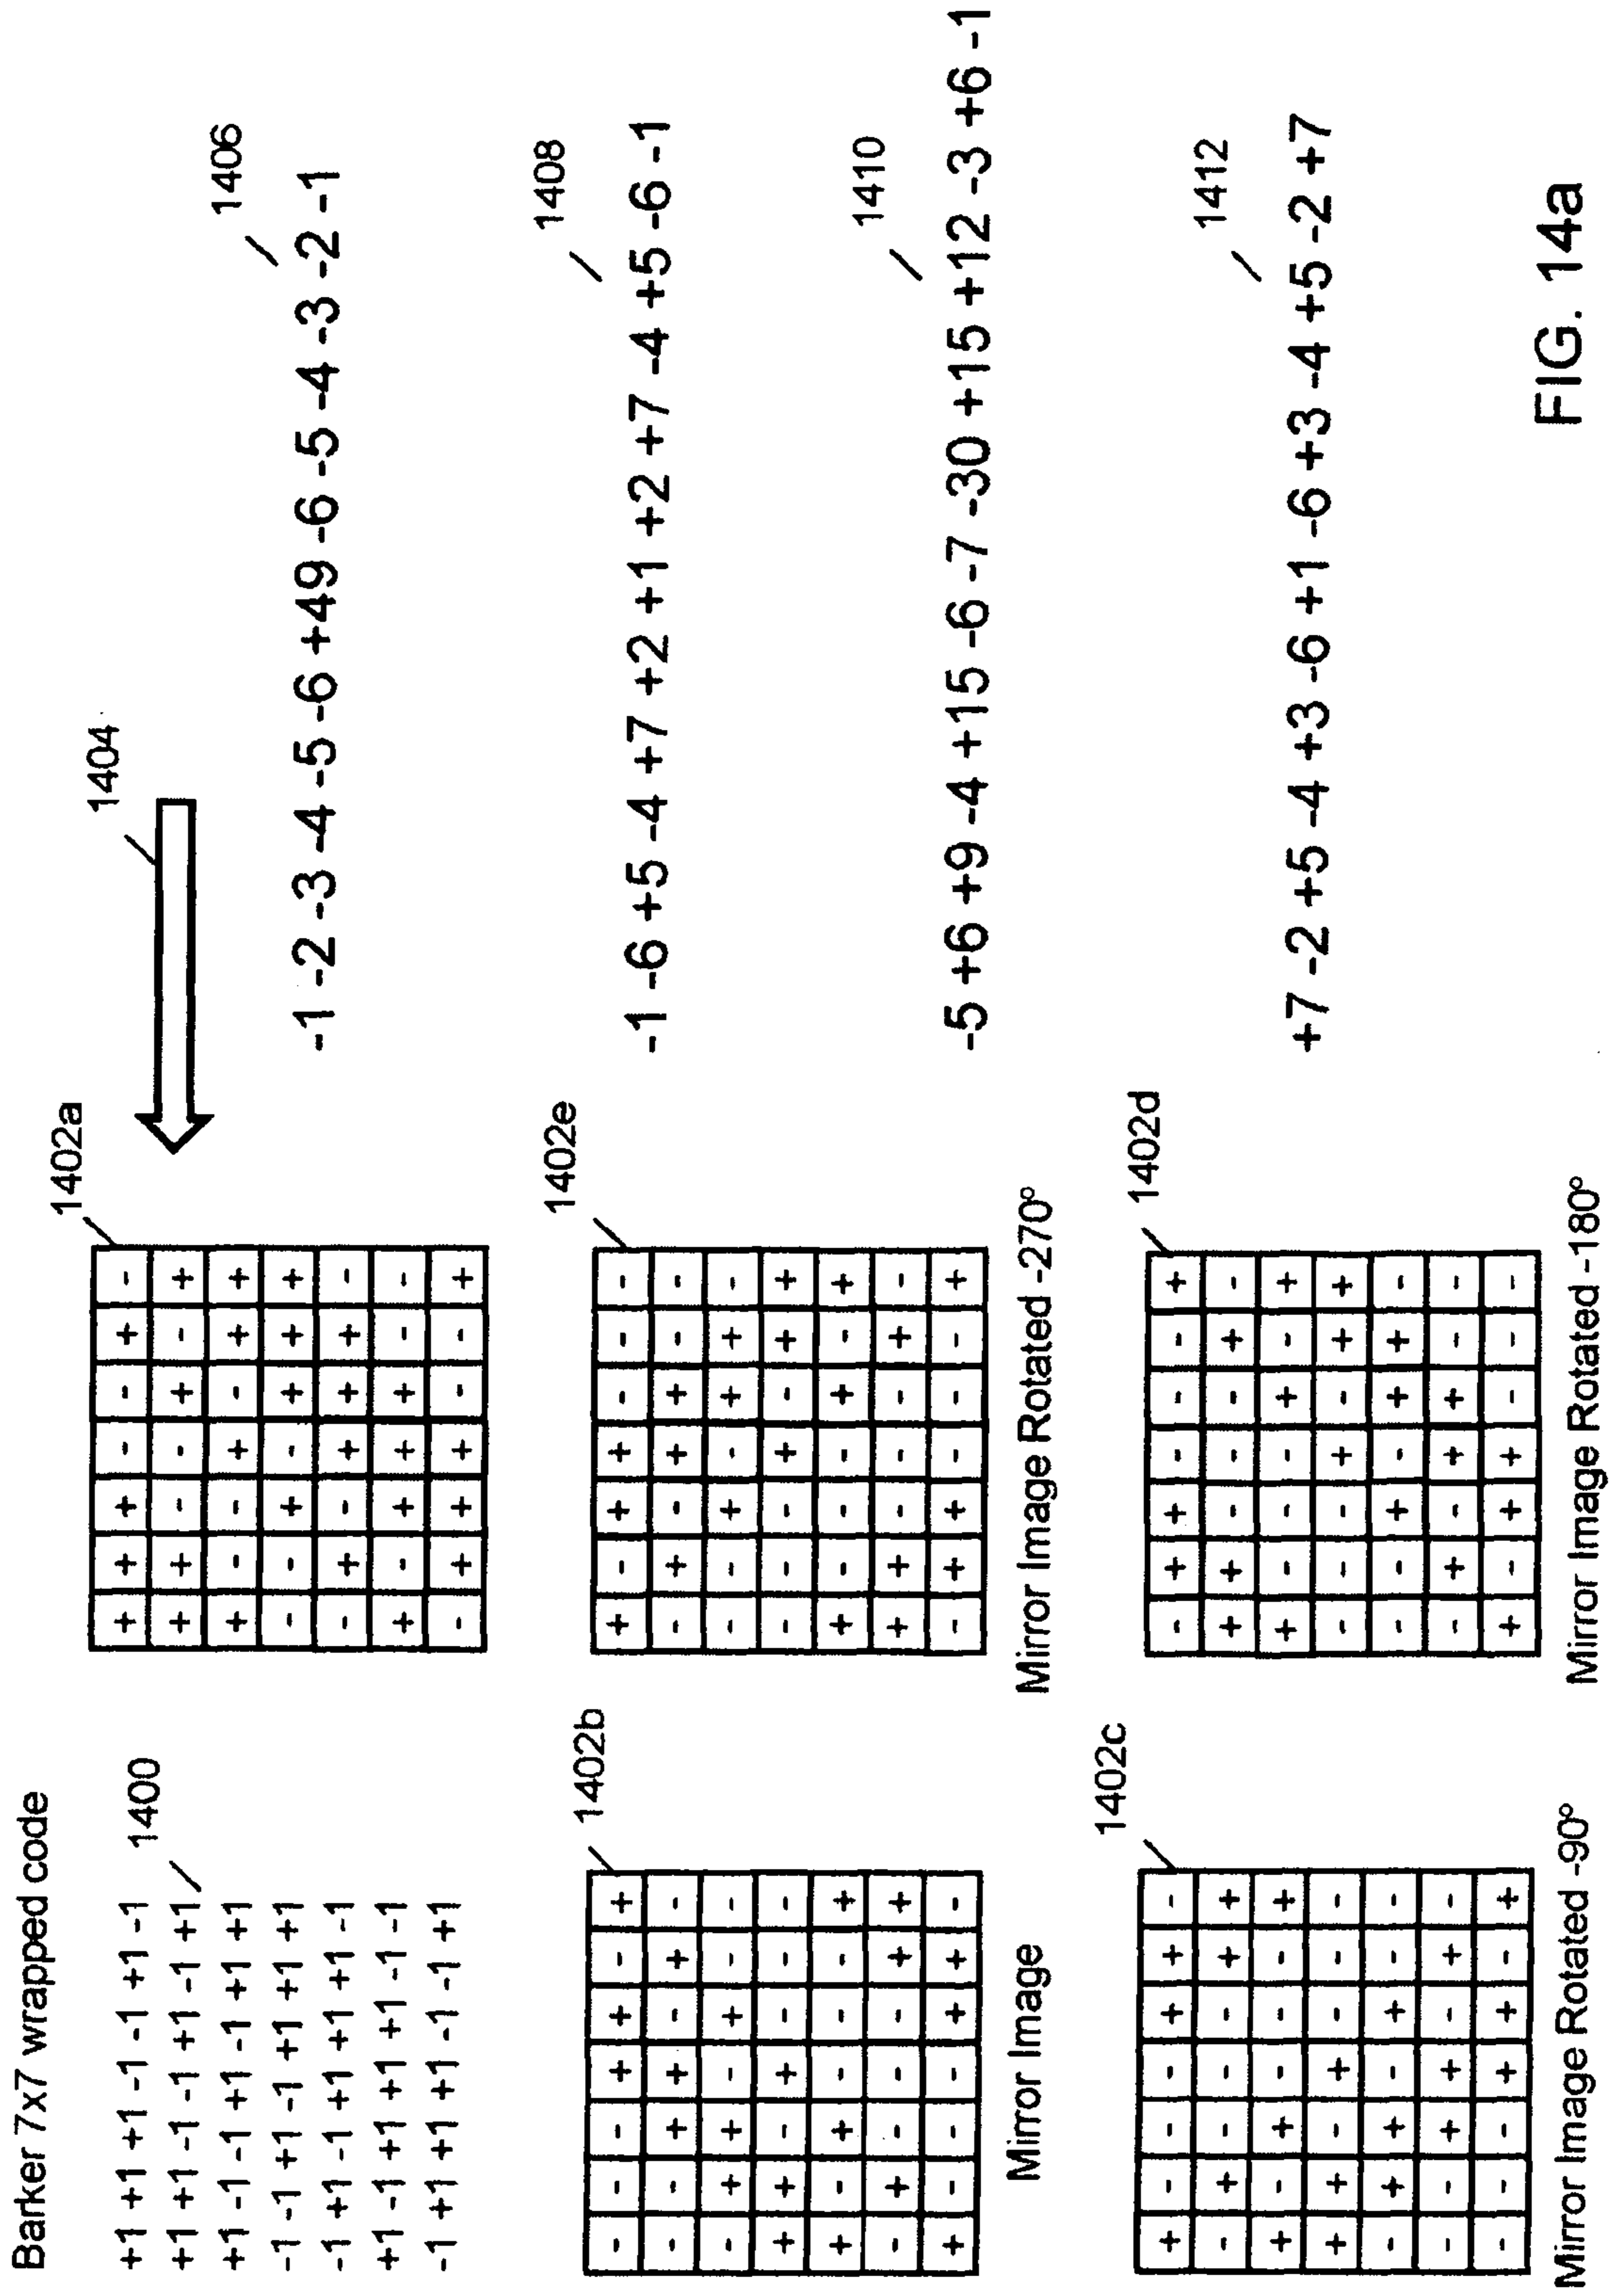 Barker 7x7 wrapped code
+1 +1 +1 -1 -1 +1 -1
+1 +1 -1 -1 +1 -1 +1
+1 -1 -1 +1 -1 +1 +1
-1 -1 +1 -1 +1 +1 +1
-1 +1 -1 +1 +1 +1 -1
+1 -1 +1 +1 +1 -1 -1
-1 +1 +1 +1 -1 -1 +1
1400
1402a
+ + + - - + -
+ + - - + - +
+ - - + - + +
- - + - + + +
- + - + + + -
+ - + + + - -
- + + + - - +
1404
1406
-1 -2 -3 -4 -5 -6 +49 -6 -5 -4 -3 -2 -1
1402b
- - - + + - +
- - + + - + -
- + + - + - -
+ + - + - - -
+ - + - - - +
- + - - - + +
+ - - - + + -
Mirror Image
1402e
+ - + + - - -
- + - + + - -
- - + - + + -
- - - + - + +
+ - - - + - +
+ + - - - + -
- + + - - - +
Mirror Image Rotated -270°
1408
-1 -6 +5 -4 +7 +2 +1 +2 +7 -4 +5 -6 -1
1410
-5 +6 +9 -4 +15 -6 -7 -30 +15 +12 -3 +6 -1
1402c
+ - - - + + -
- + - - - + +
+ - + - - - +
+ + - + - - -
- + + - + - -
- - + + - + -
- - - + + - +
Mirror Image Rotated -90°
1402d
- + + - - - +
+ + - - - + -
+ - - - + - +
- - - + - + +
- - + - + + -
- + - + + - -
+ - + + - - -
Mirror Image Rotated -180°
1412
+7 -2 +5 -4 +3 -6 +1 -6 +3 -4 +5 -2 +7
FIG. 14a